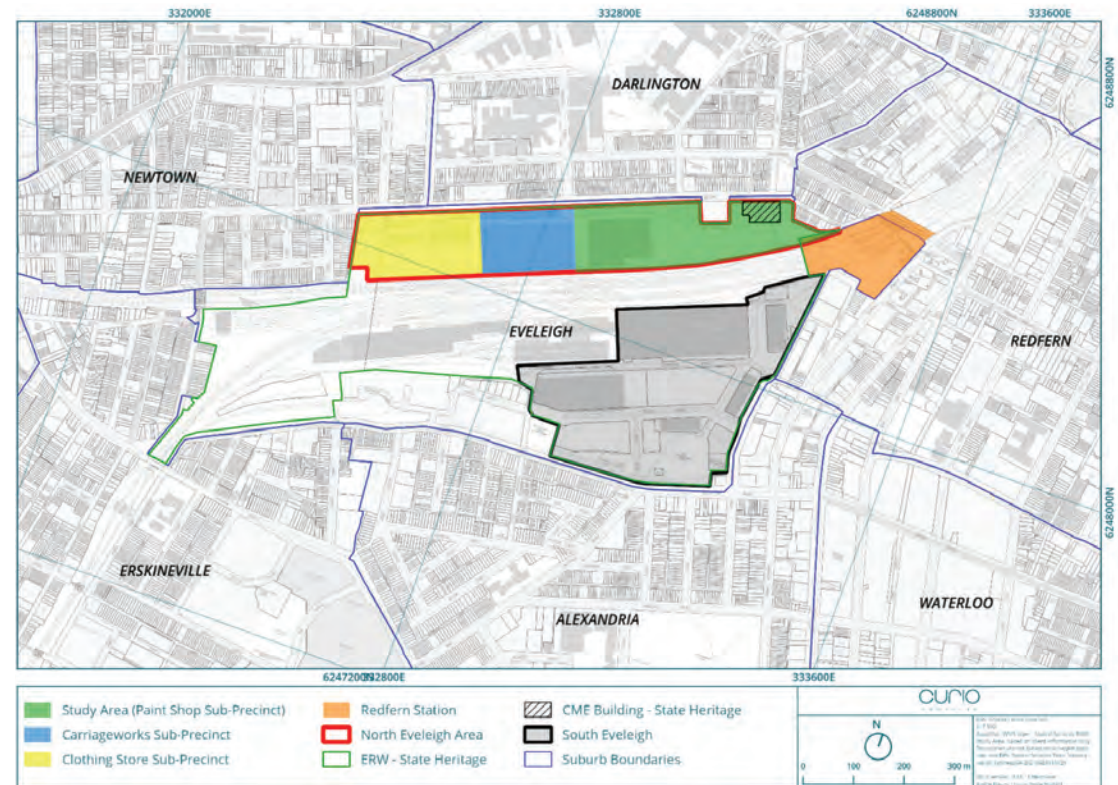 332000E
332800E
6248800N
333600E
DARLINGTON
6248800N
NEWTOWN
EVELEIGH
REDFERN
6248000N
ERSKINEVILLE
WATERLOO
ALEXANDRIA
6247200N
332800E
333600E
Study Area (Paint Shop Sub-Precinct)
Carriageworks Sub-Precinct
Clothing Store Sub-Precinct
Redfern Station
North Eveleigh Area
ERW - State Heritage
CME Building - State Heritage
South Eveleigh
Suburb Boundaries
CURIO
N
0 100 200 300 m